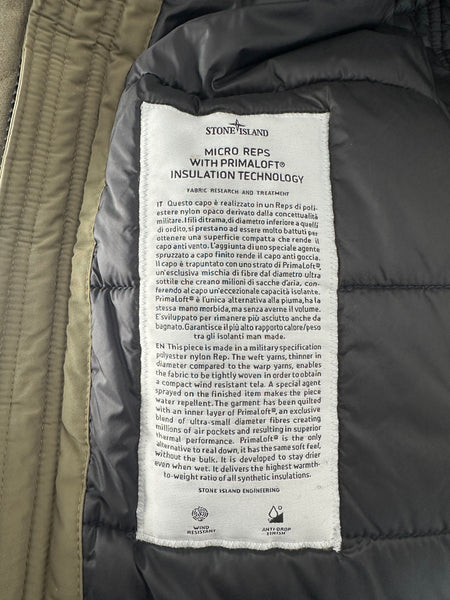 STONE ISLAND
MICRO REPS
WITH PRIMALOFT®
INSULATION TECHNOLOGY
FABRIC RESEARCH AND TREATMENT
IT Questo capo è realizzato in un Reps di poli-
estere nylon opaco derivato dalla concettualità
militare. I fili di trama, di diametro inferiore a quelli
di ordito, si prestano ad essere molto battuti per
ottenere una superficie compatta che rende il
capo anti vento. L'aggiunta di uno speciale agente
spruzzato a capo finito rende il capo anti goccia.
Il capo è trapuntato con uno strato di PrimaLoft®,
un'esclusiva mischia di fibre dal diametro ultra
sottile che creano milioni di sacche d'aria, con-
ferendo al capo un'eccezionale capacità isolante.
PrimaLoft® è l'unica alternativa alla piuma, ha la
stessa mano morbida, ma senza averne il volume.
E'sviluppato per rimanere più asciutto anche da
bagnato. Garantisce il più alto rapporto calore/peso
tra gli isolanti man made.
EN This piece is made in a military specification
polyester nylon Rep. The weft yarns, thinner in
diameter compared to the warp yarns, enables
the fabric to be tightly woven in order to obtain
a compact wind resistant tela. A special agent
sprayed on the finished item makes the piece
water repellent. The garment has been quilted
with an inner layer of PrimaLoft®, an exclusive
blend of ultra-small diameter fibres creating
millions of air pockets and resulting in superior
thermal performance. PrimaLoft® is the only
alternative to real down, it has the same soft feel,
without the bulk. It is developed to stay drier
even when wet. It delivers the highest warmth-
to-weight ratio of all synthetic insulations.
STONE ISLAND ENGINEERING
WIND
RESISTANT
ANTI-DROP
FINISH